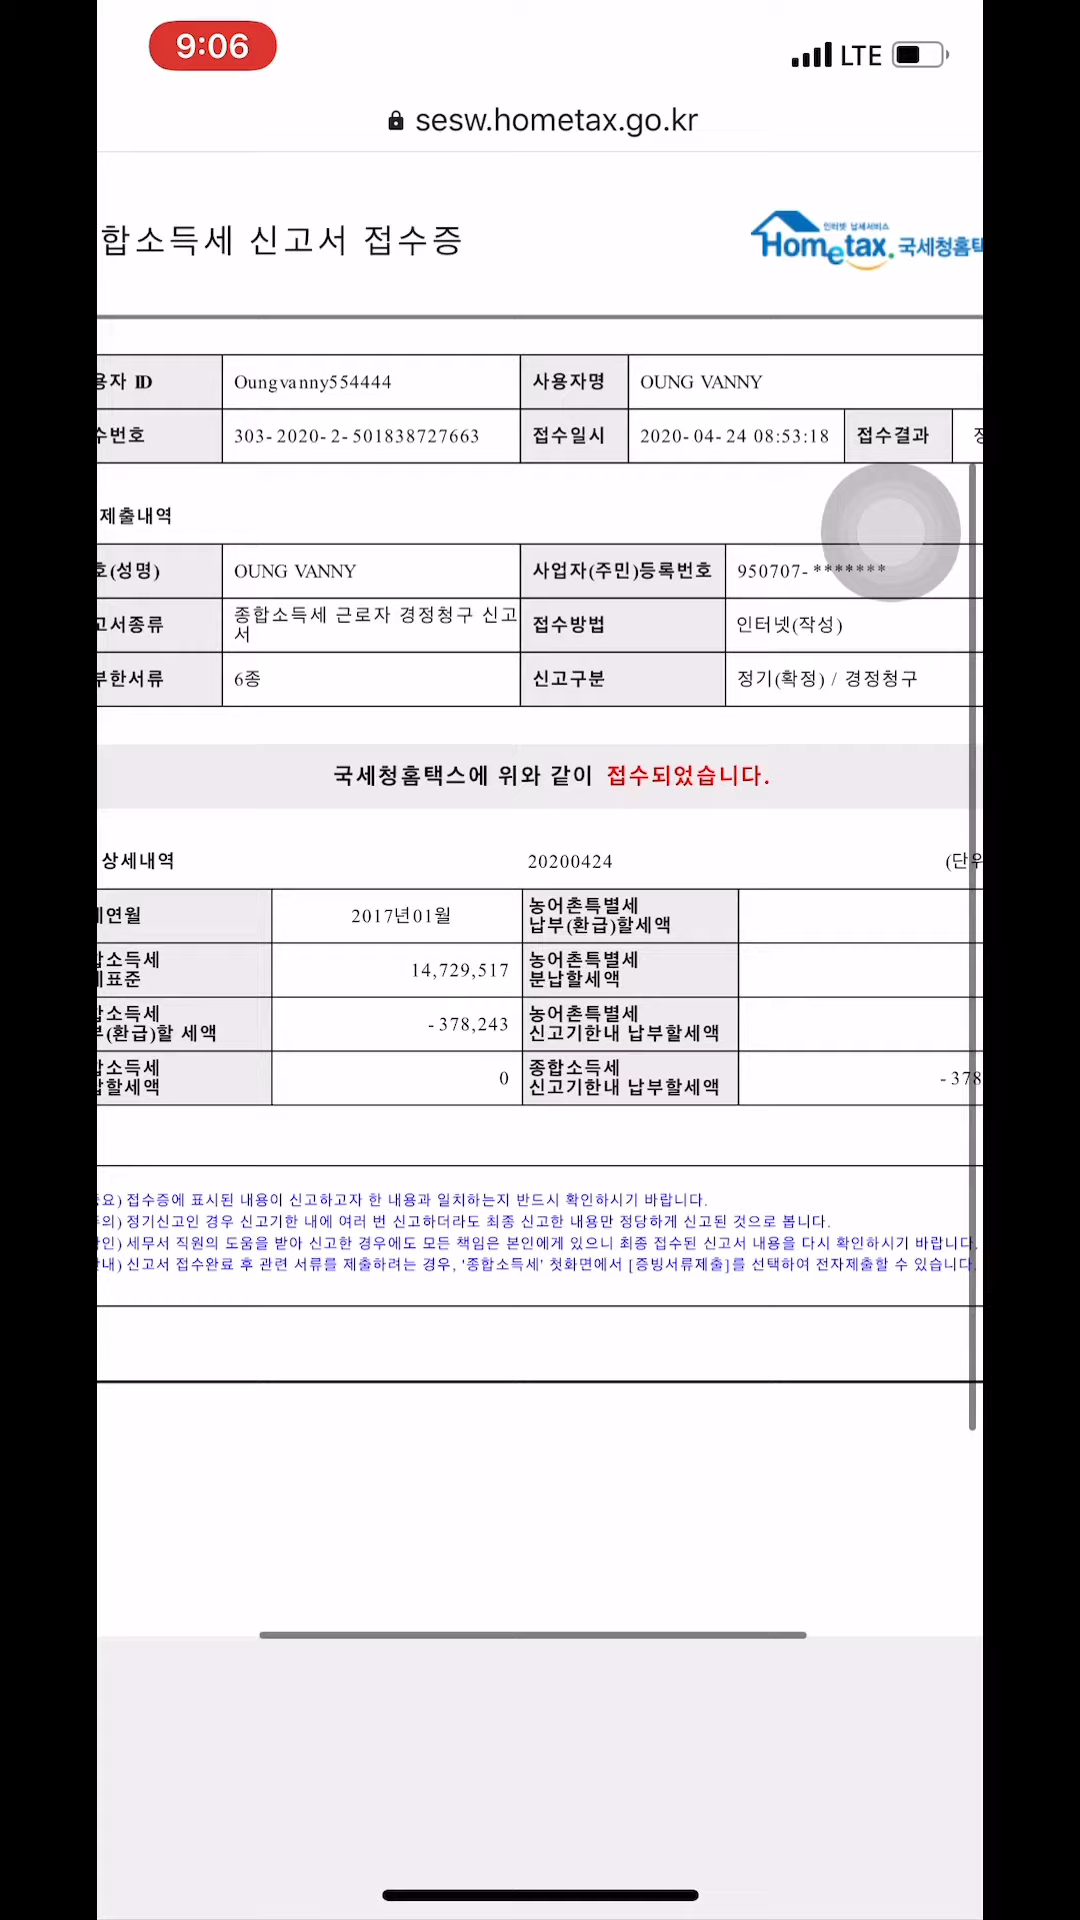 9:06
LTE
sesw.hometax.go.kr
합소득세 신고서 접수증
인터넷 납세서비스
Hometax. 국세청홈택
용자 ID
Oungvanny554444
사용자명
OUNG VANNY
수번호
303-2020-2-501838727663
접수일시
2020-04-24 08:53:18
접수결과
제출내역
호(성명)
OUNG VANNY
사업자(주민)등록번호
950707-*******
고서종류
종합소득세 근로자 경정청구 신고
서
접수방법
인터넷(작성)
부한서류
6종
신고구분
정기(확정) / 경정청구
국세청홈택스에 위와 같이 접수되었습니다.
상세내역
20200424
(단위
연월
2017년01월
농어촌특별세
납부(환급)할세액
합소득세
표준
14,729,517
농어촌특별세
분납할세액
합소득세
부(환급)할 세액
-378,243
농어촌특별세
신고기한내 납부할세액
합소득세
납할세액
0
종합소득세
신고기한내 납부할세액
-378
요) 접수증에 표시된 내용이 신고하고자 한 내용과 일치하는지 반드시 확인하시기 바랍니다.
의) 정기신고인 경우 신고기한 내에 여러 번 신고하더라도 최종 신고한 내용만 정당하게 신고된 것으로 봅니다.
인) 세무서 직원의 도움을 받아 신고한 경우에도 모든 책임은 본인에게 있으니 최종 접수된 신고서 내용을 다시 확인하시기 바랍니다.
내) 신고서 접수완료 후 관련 서류를 제출하려는 경우, '종합소득세' 첫화면에서 [증빙서류제출]를 선택하여 전자제출할 수 있습니다.